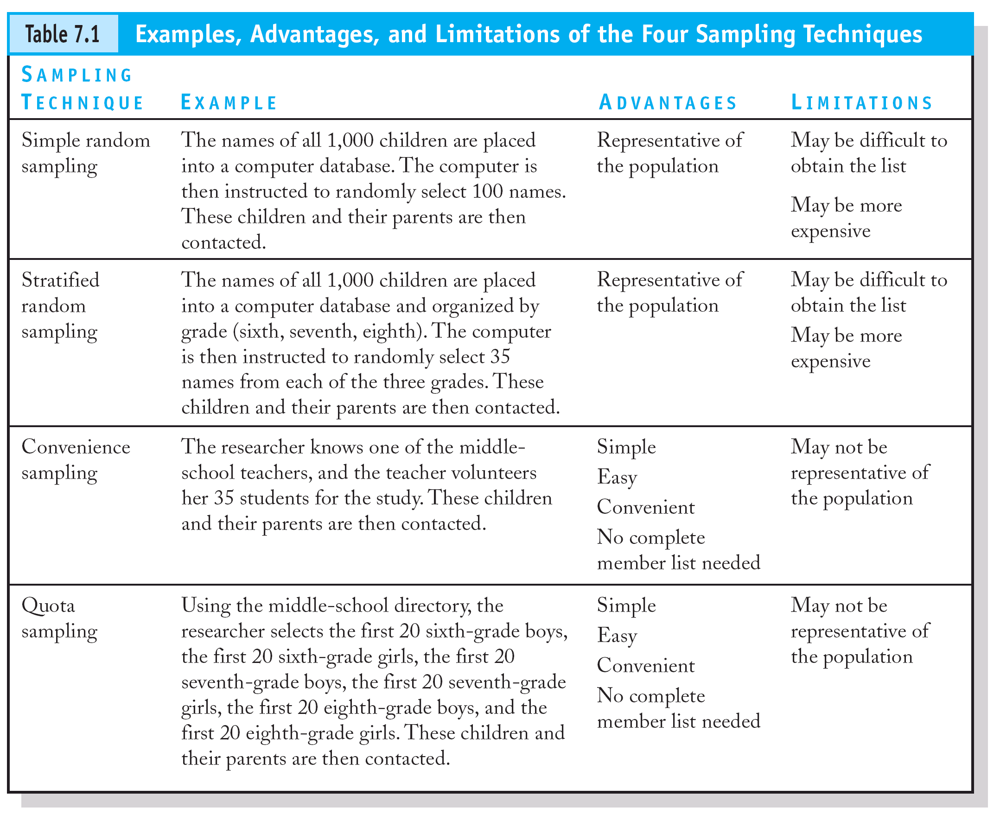 Table 7.1 Examples, Advantages, and Limitations of the Four Sampling Techniques
SAMPLING
TECHNIQUE EXAMPLE ADVANTAGES LIMITATIONS
Simple random The names of all 1,000 children are placed Representative of May be difficult to
sampling into a computer database. The computer is the population obtain the list
then instructed to randomly select 100 names. May be more
These children and their parents are then expensive
contacted.
Stratified The names of all 1,000 children are placed Representative of May be difficult to
random into a computer database and organized by the population obtain the list
sampling grade (sixth, seventh, eighth). The computer May be more
is then instructed to randomly select 35 expensive
names from each of the three grades. These
children and their parents are then contacted.
Convenience The researcher knows one of the middle- Simple May not be
sampling school teachers, and the teacher volunteers Easy representative of
her 35 students for the study. These children Convenient the population
and their parents are then contacted. No complete
member list needed
Quota Using the middle-school directory, the Simple May not be
sampling researcher selects the first 20 sixth-grade boys, Easy representative of
the first 20 sixth-grade girls, the first 20 Convenient the population
seventh-grade boys, the first 20 seventh-grade No complete
girls, the first 20 eighth-grade boys, and the member list needed
first 20 eighth-grade girls. These children and
their parents are then contacted.